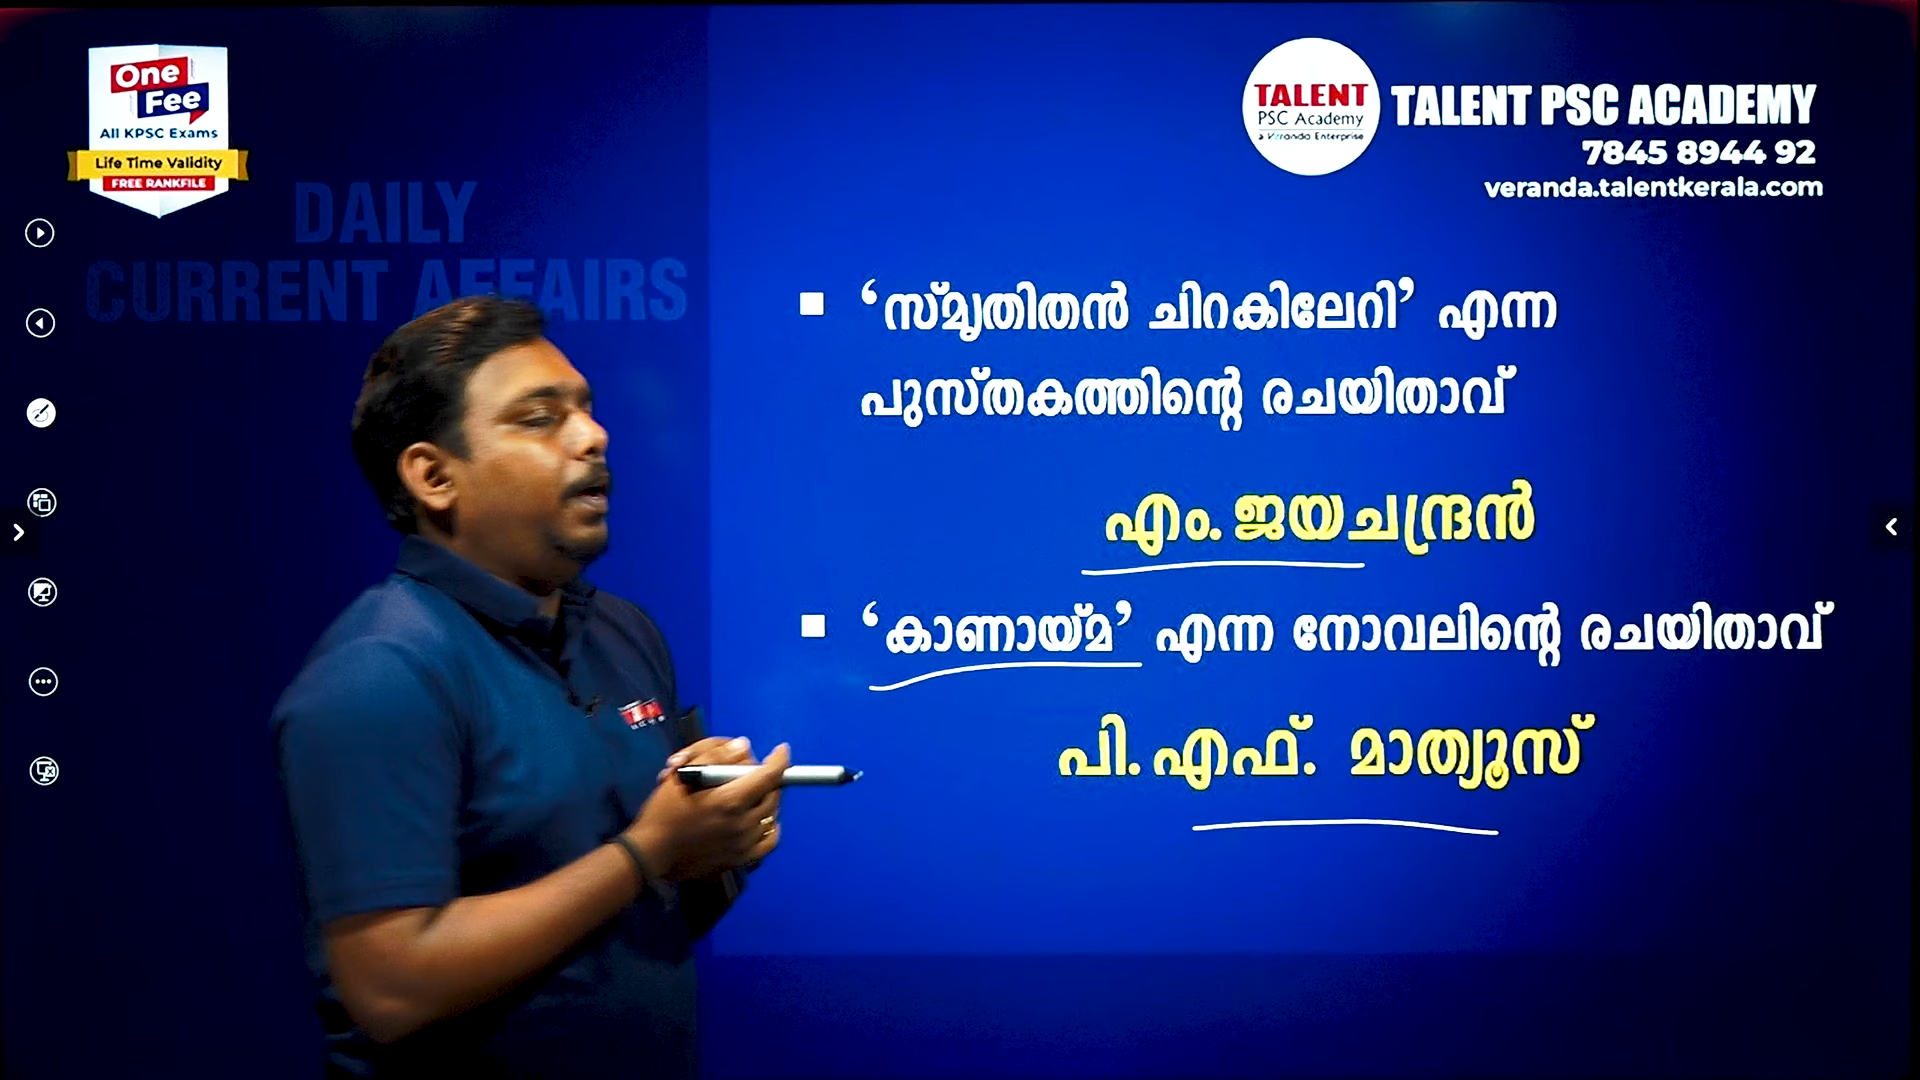 One
Fee
All KPSC Exams
Life Time Validity
FREE RANKFILE
TALENT
PSC Academy
a Veranda Enterprise
TALENT PSC ACADEMY
7845 8944 92
veranda.talentkerala.com
DAILY
CURRENT AFFAIRS
‘സ്മൃതിതൻ ചിറകിലേറി’ എന്ന
പുസ്തകത്തിന്റെ രചയിതാവ്
എം. ജയചന്ദ്രൻ
‘കാണായ്മ’ എന്ന നോവലിന്റെ രചയിതാവ്
പി. എഫ്. മാത്യൂസ്